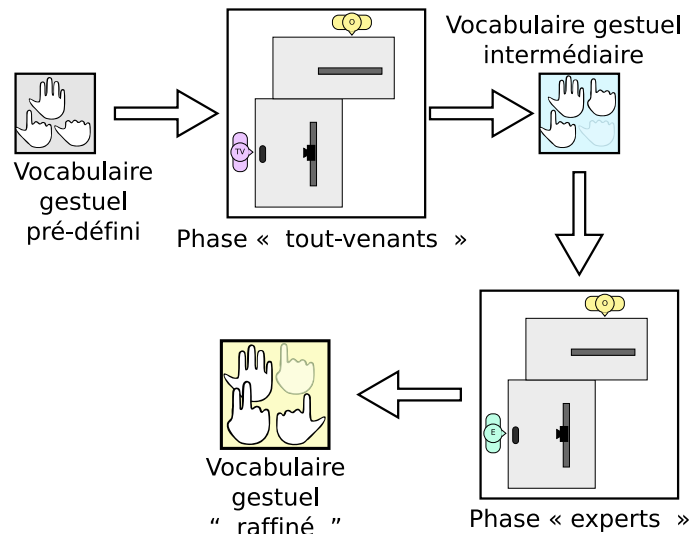 O
Vocabulaire gestuel
intermédiaire
TV
Vocabulaire
gestuel
pré-défini
Phase « tout-venants »
O
E
Vocabulaire
gestuel
“ raffiné ”
Phase « experts »